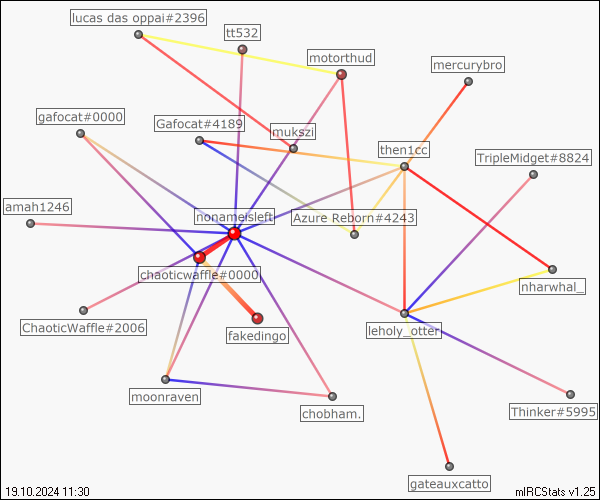 lucas das oppai#2396
tt532
motorthud
mercurybro
gafocat#0000
Gafocat#4189
mukszi
then1cc
TripleMidget#8824
amah1246
nonameisleft
Azure Reborn#4243
chaoticwaffle#0000
nharwhal_
ChaoticWaffle#2006
fakedingo
leholy_otter
moonraven
chobham.
Thinker#5995
gateauxcatto
19.10.2024 11:30
mIRCStats v1.25